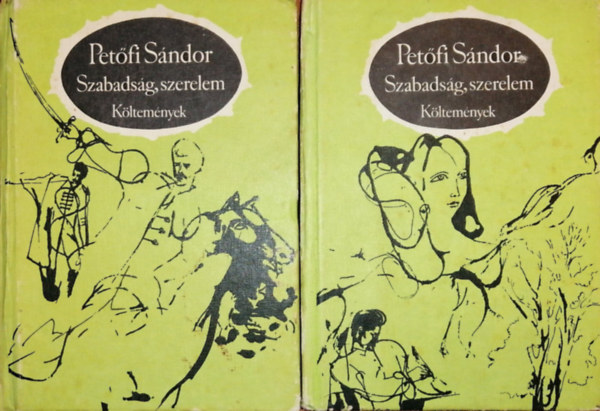 Petőfi Sándor
Szabadság, szerelem
Költemények
Petőfi Sándor
Szabadság, szerelem
Költemények